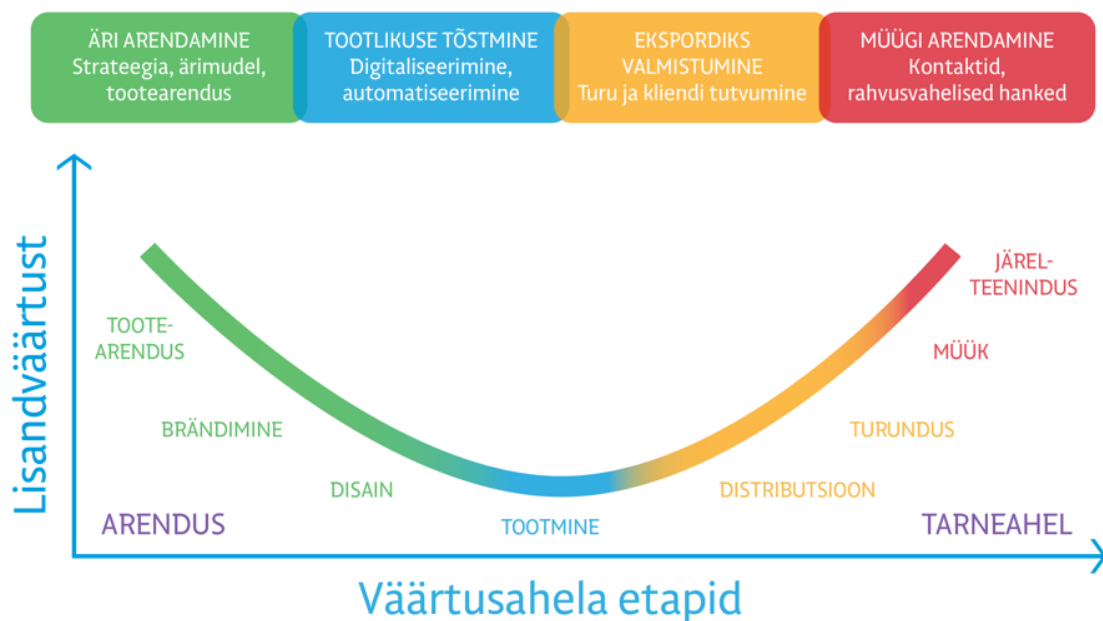 ÄRI ARENDAMINE
Strateegia, ärimudel,
tootearendus
TOOTLIKUSE TÕSTMINE
Digitaliseerimine,
automatiseerimine
EKSPORDIKS
VALMISTUMINE
Turu ja kliendi tutvumine
MÜÜGI ARENDAMINE
Kontaktid,
rahvusvahelised hanked
Lisandväärtust
TOOTE-
ARENDUS
BRÄNDIMINE
DISAIN
TOOTMINE
DISTRIBUTSIOON
TURUNDUS
MÜÜK
JÄREL-
TEENINDUS
ARENDUS
TARNEAHEL
Väärtusahela etapid